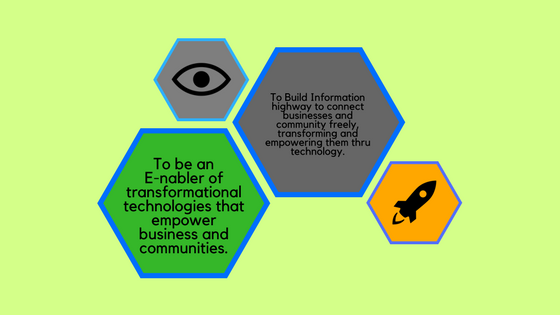 To Build Information
highway to connect
businesses and
community freely,
transforming and
empowering them thru
technology.
To be an
E-nabler of
transformational
technologies that
empower
business and
communities.